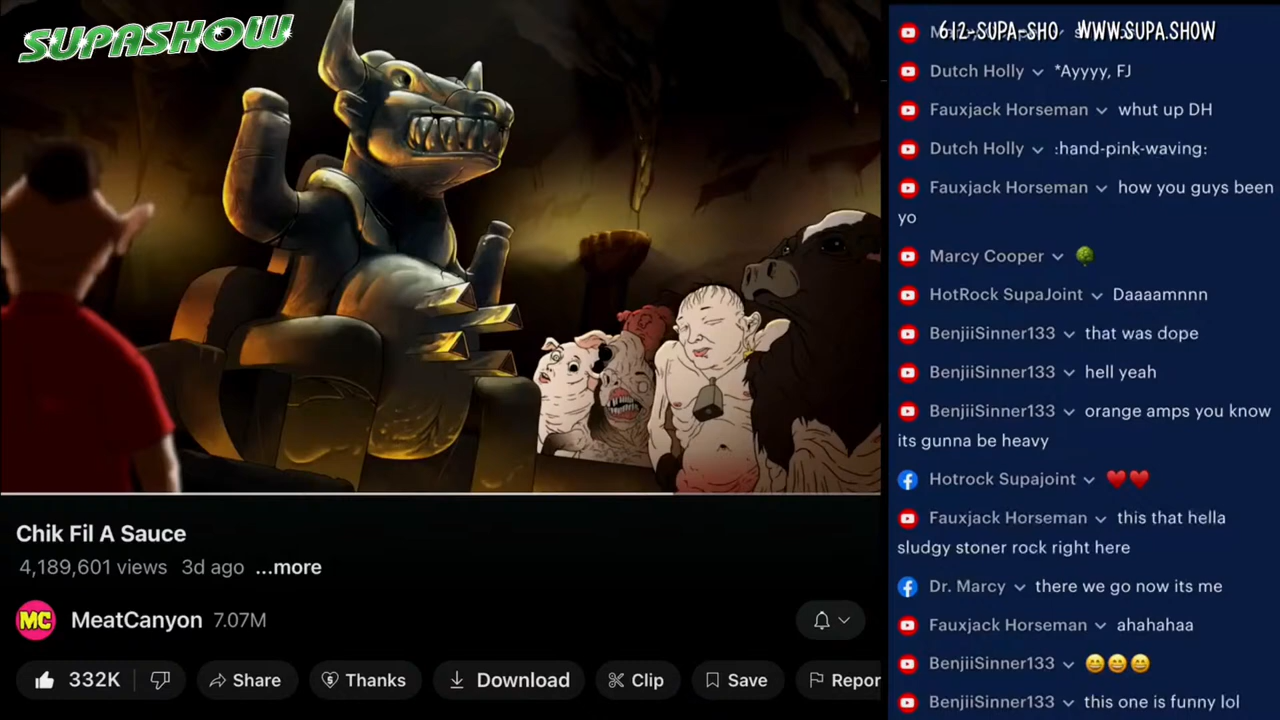 SUPASHOW
Chik Fil A Sauce
4,189,601 views 3d ago ...more
MC MeatCanyon 7.07M
332K Share Thanks Download Clip Save Repor
612-SUPA-SHO WWW.SUPA.SHOW
Dutch Holly *Ayyyy, FJ
Fauxjack Horseman whut up DH
Dutch Holly :hand-pink-waving:
Fauxjack Horseman how you guys been
yo
Marcy Cooper
HotRock SupaJoint Daaaamnnn
BenjiiSinner133 that was dope
BenjiiSinner133 hell yeah
BenjiiSinner133 orange amps you know
its gunna be heavy
Hotrock Supajoint ❤️❤️
Fauxjack Horseman this that hella
sludgy stoner rock right here
Dr. Marcy there we go now its me
Fauxjack Horseman ahahahaa
BenjiiSinner133 😄😄😄
BenjiiSinner133 this one is funny lol